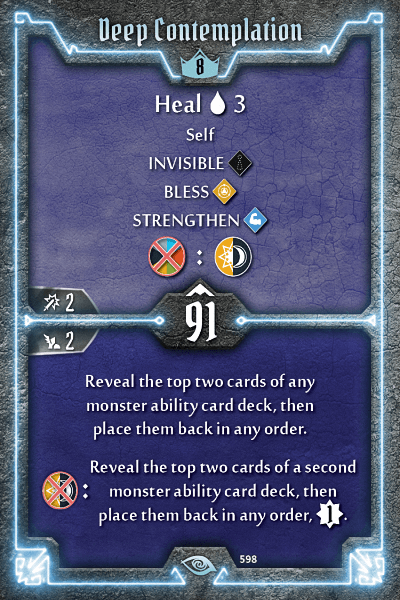 Deep Contemplation
8
Heal 3
Self
INVISIBLE
BLESS
STRENGTHEN
:
2
91
2
Reveal the top two cards of any
monster ability card deck, then
place them back in any order.
: Reveal the top two cards of a second
monster ability card deck, then
place them back in any order, 1.
598